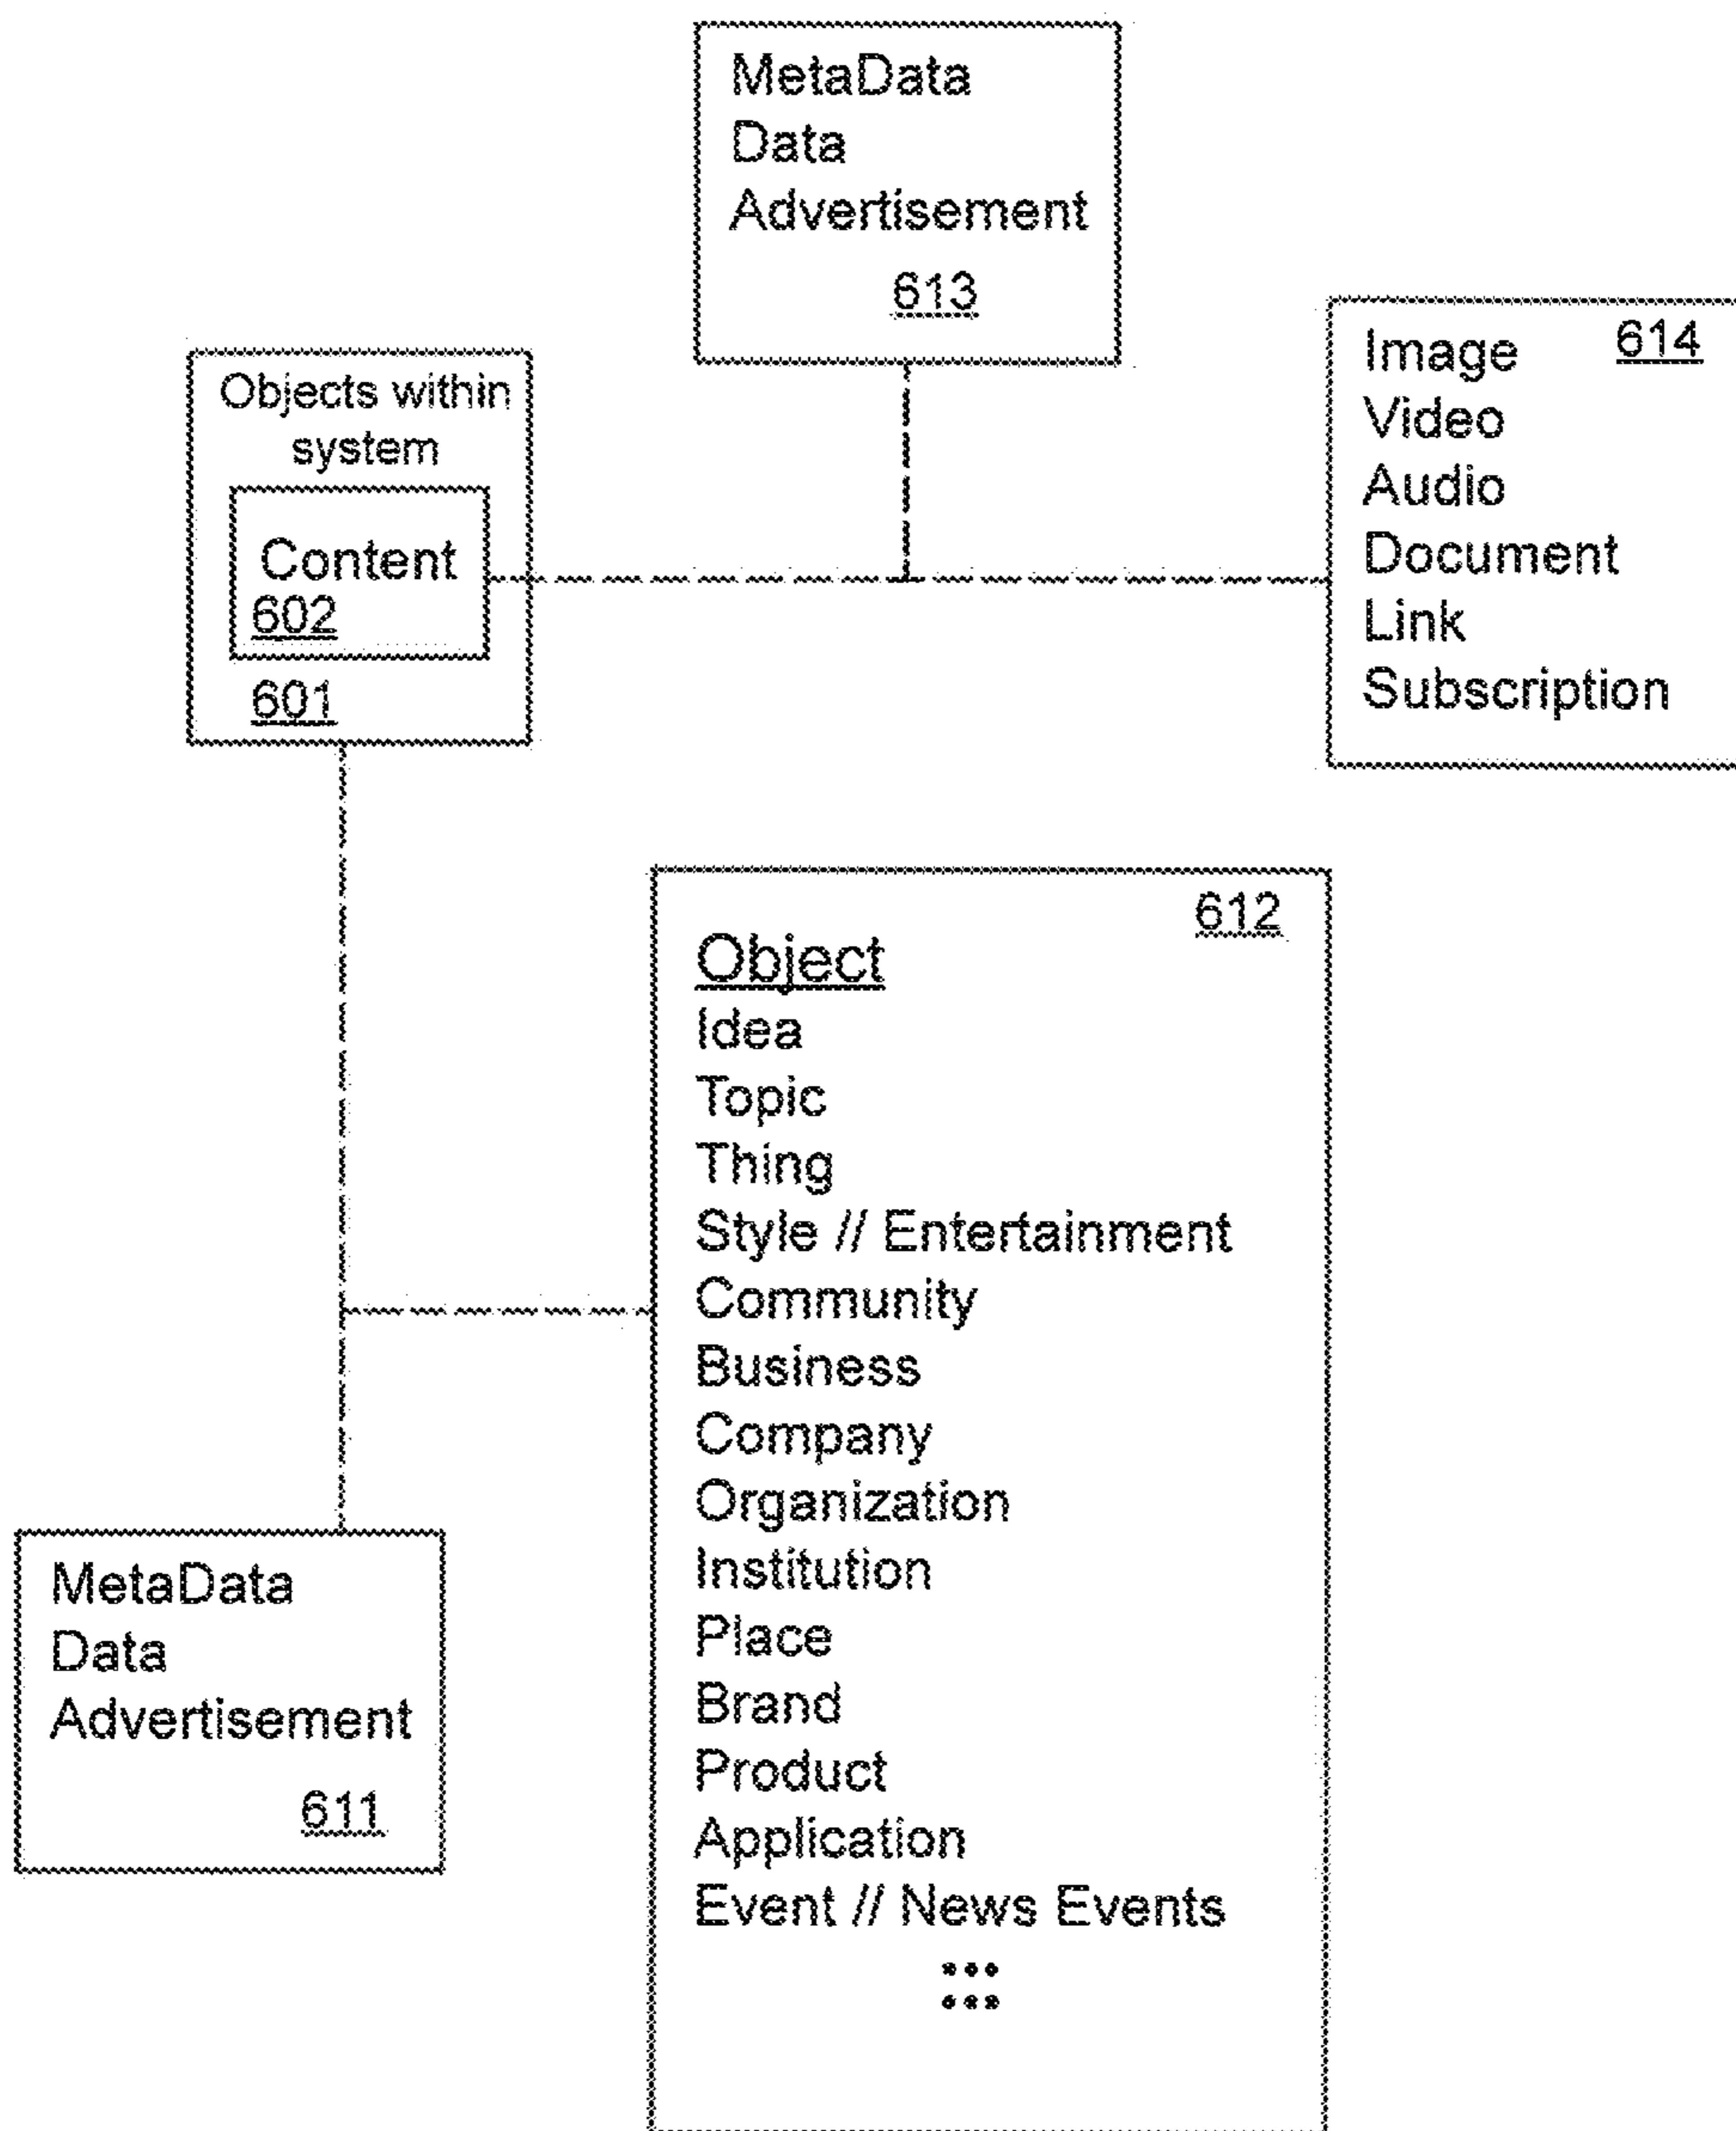 MetaData
Data
Advertisement
613
Objects within
system
Content
602
601
Image 614
Video
Audio
Document
Link
Subscription
612
Object
Idea
Topic
Thing
Style // Entertainment
Community
Business
Company
Organization
Institution
Place
Brand
Product
Application
Event // News Events
MetaData
Data
Advertisement
611